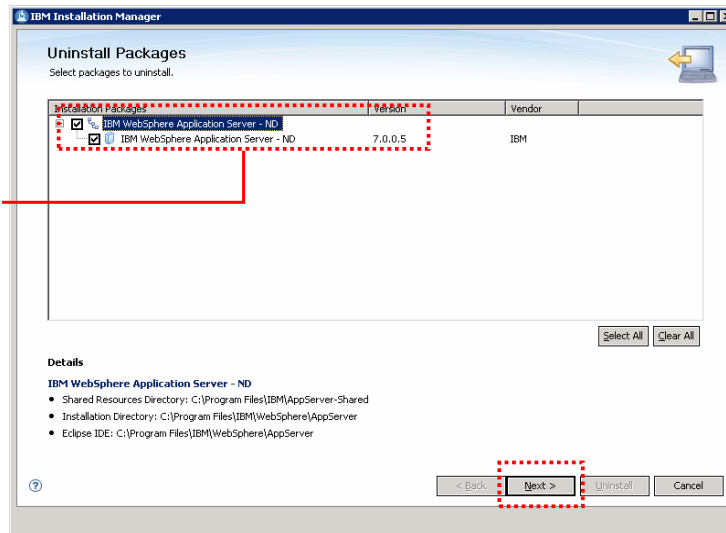 IBM Installation Manager
Uninstall Packages
Select packages to uninstall.
Installation Packages Version Vendor
IBM WebSphere Application Server - ND
IBM WebSphere Application Server - ND 7.0.0.5 IBM
Select All Clear All
Details
IBM WebSphere Application Server - ND
• Shared Resources Directory: C:\Program Files\IBM\AppServer-Shared
• Installation Directory: C:\Program Files\IBM\WebSphere\AppServer
• Eclipse IDE: C:\Program Files\IBM\WebSphere\AppServer
? < Back Next > Uninstall Cancel